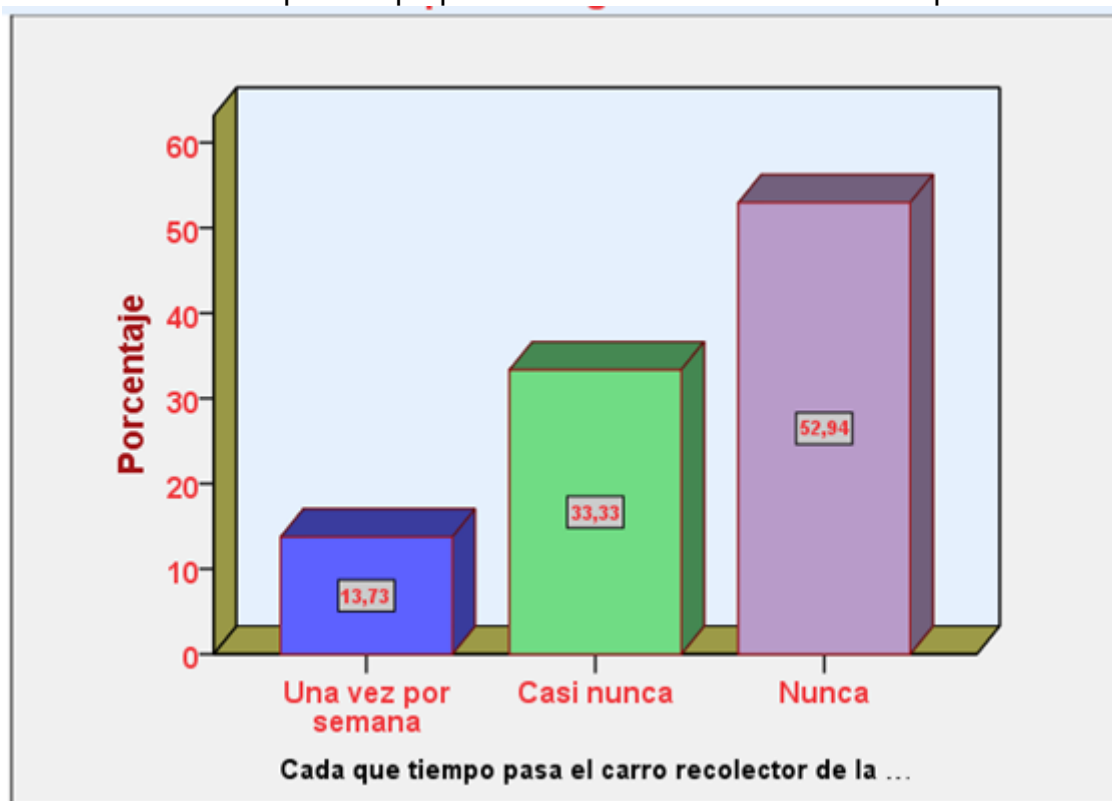 60
50
40
30
20
10
0
Porcentaje
13,73
33,33
52,94
Una vez por
semana
Casi nunca
Nunca
Cada que tiempo pasa el carro recolector de la ...